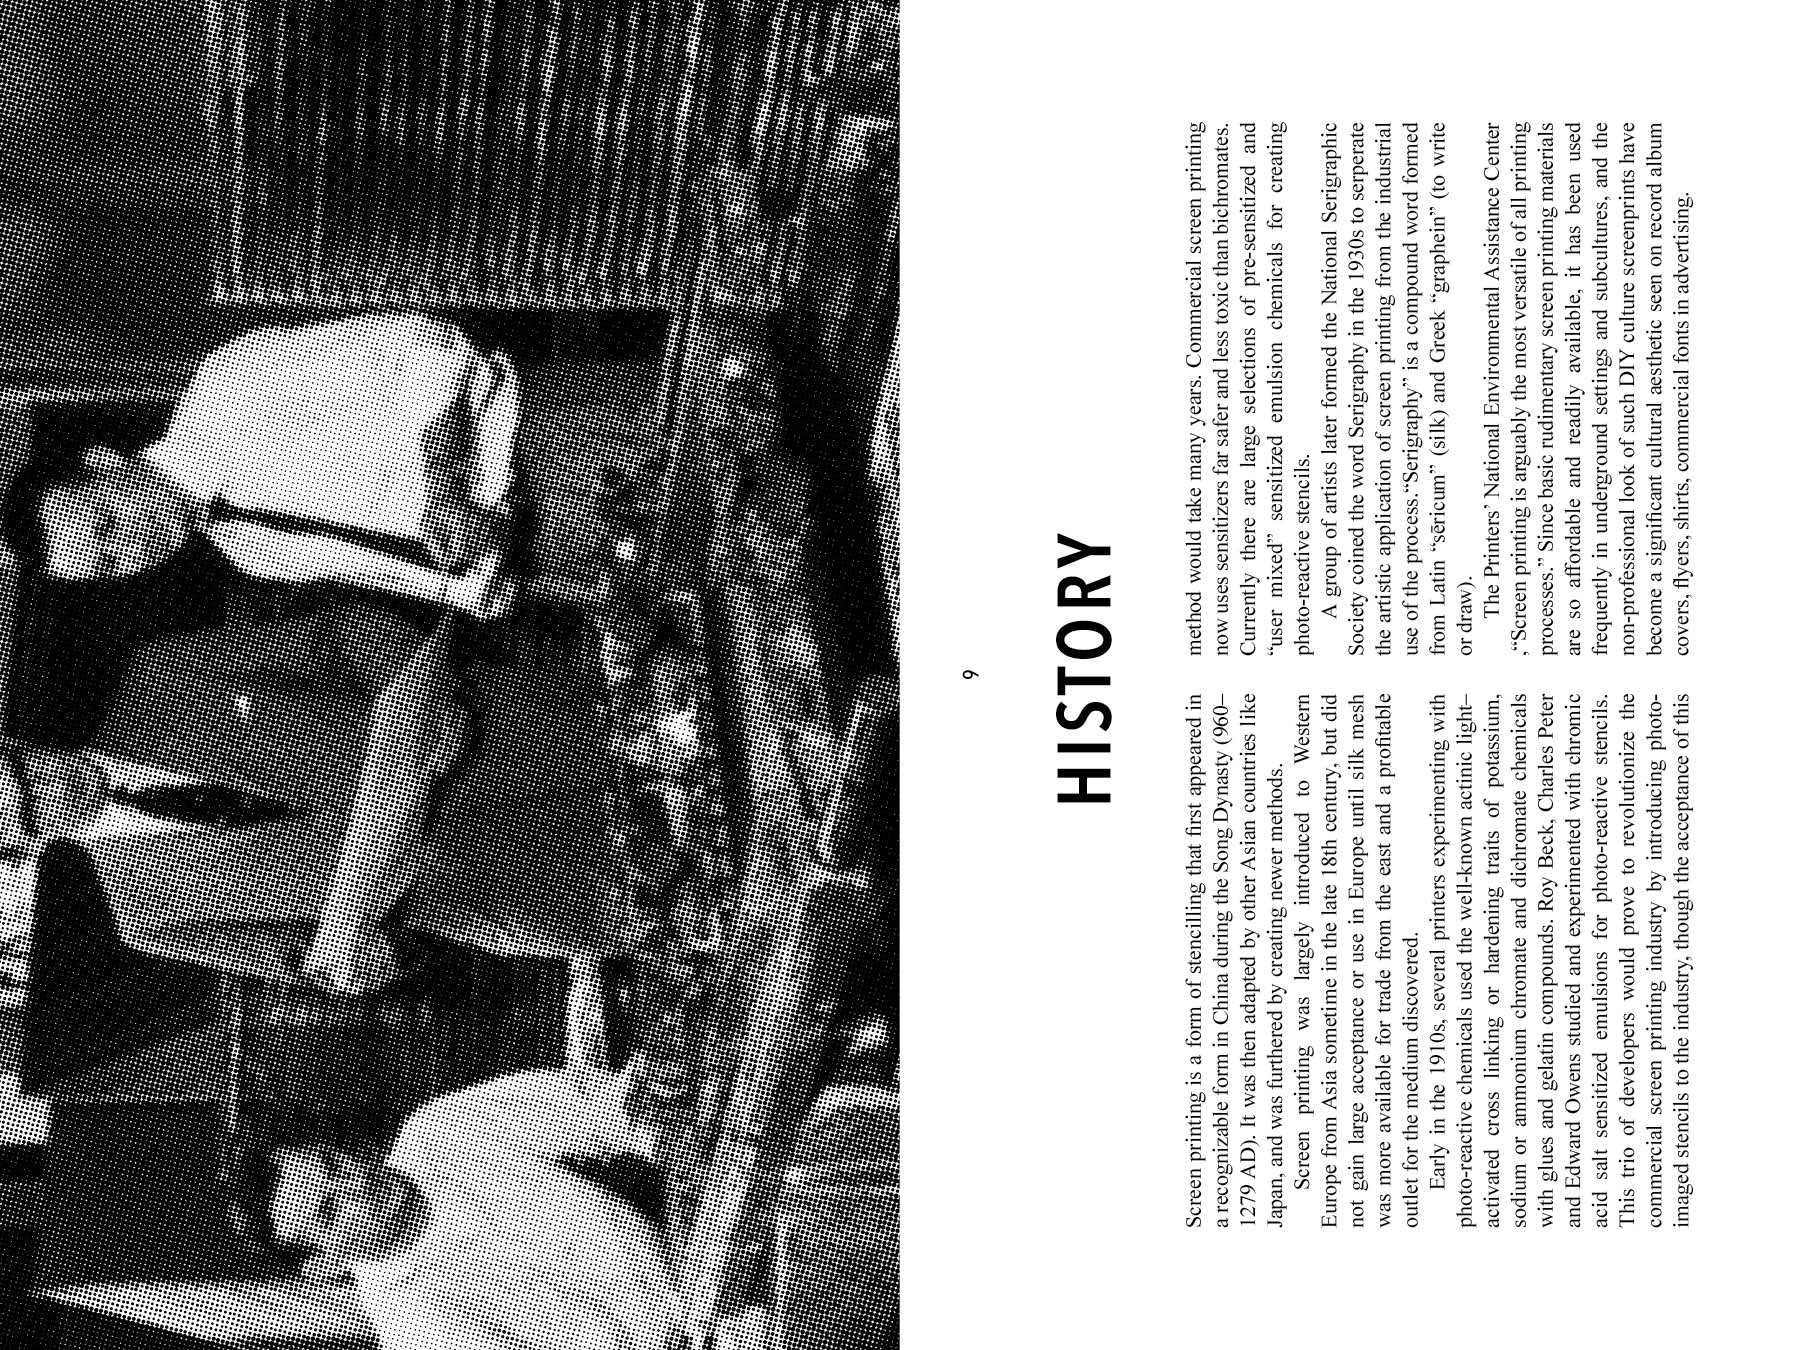 9
HISTORY
Screen printing is a form of stencilling that first appeared in
a recognizable form in China during the Song Dynasty (960–
1279 AD). It was then adapted by other Asian countries like
Japan, and was furthered by creating newer methods.
Screen printing was largely introduced to Western
Europe from Asia sometime in the late 18th century, but did
not gain large acceptance or use in Europe until silk mesh
was more available for trade from the east and a profitable
outlet for the medium discovered.
Early in the 1910s, several printers experimenting with
photo-reactive chemicals used the well-known actinic light–
activated cross linking or hardening traits of potassium,
sodium or ammonium chromate and dichromate chemicals
with glues and gelatin compounds. Roy Beck, Charles Peter
and Edward Owens studied and experimented with chromic
acid salt sensitized emulsions for photo-reactive stencils.
This trio of developers would prove to revolutionize the
commercial screen printing industry by introducing photo-
imaged stencils to the industry, though the acceptance of this
method would take many years. Commercial screen printing
now uses sensitizers far safer and less toxic than bichromates.
Currently there are large selections of pre-sensitized and
“user mixed” sensitized emulsion chemicals for creating
photo-reactive stencils.
A group of artists later formed the National Serigraphic
Society coined the word Serigraphy in the 1930s to serperate
the artistic application of screen printing from the industrial
use of the process.“Serigraphy” is a compound word formed
from Latin “sēricum” (silk) and Greek “graphein” (to write
or draw).
The Printers’ National Environmental Assistance Center
,“Screen printing is arguably the most versatile of all printing
processes.” Since basic rudimentary screen printing materials
are so affordable and readily available, it has been used
frequently in underground settings and subcultures, and the
non-professional look of such DIY culture screenprints have
become a significant cultural aesthetic seen on record album
covers, flyers, shirts, commercial fonts in advertising.